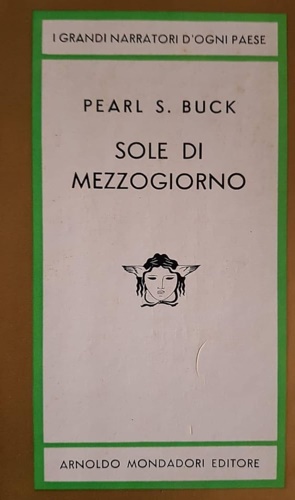 I GRANDI NARRATORI D'OGNI PAESE
PEARL S. BUCK
SOLE DI
MEZZOGIORNO
ARNOLDO MONDADORI EDITORE